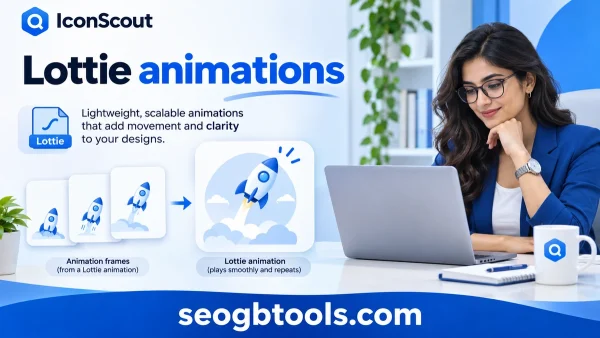 IconScout
Lottie animations
Lightweight, scalable animations
that add movement and clarity
to your designs.
Lottie
Animation frames
(from a Lottie animation)
Lottie animation
(plays smoothly and repeats)
seogbtools.com